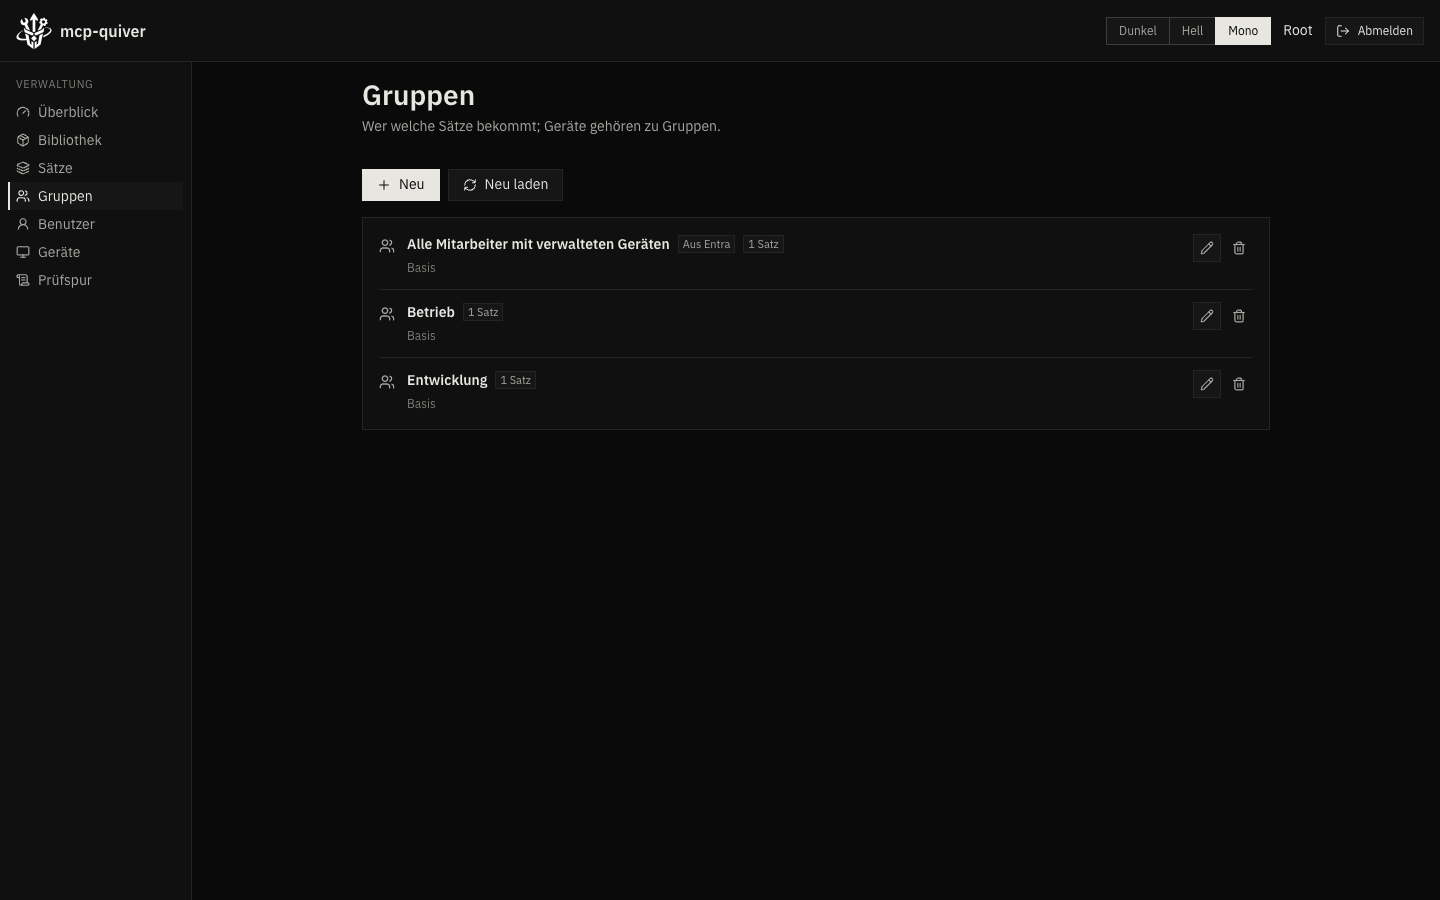 mcp-quiver
Dunkel
Hell
Mono
Root
Abmelden
VERWALTUNG
Überblick
Bibliothek
Sätze
Gruppen
Benutzer
Geräte
Prüfspur
Gruppen
Wer welche Sätze bekommt; Geräte gehören zu Gruppen.
Neu
Neu laden
Alle Mitarbeiter mit verwalteten Geräten Aus Entra 1 Satz
Basis
Betrieb 1 Satz
Basis
Entwicklung 1 Satz
Basis